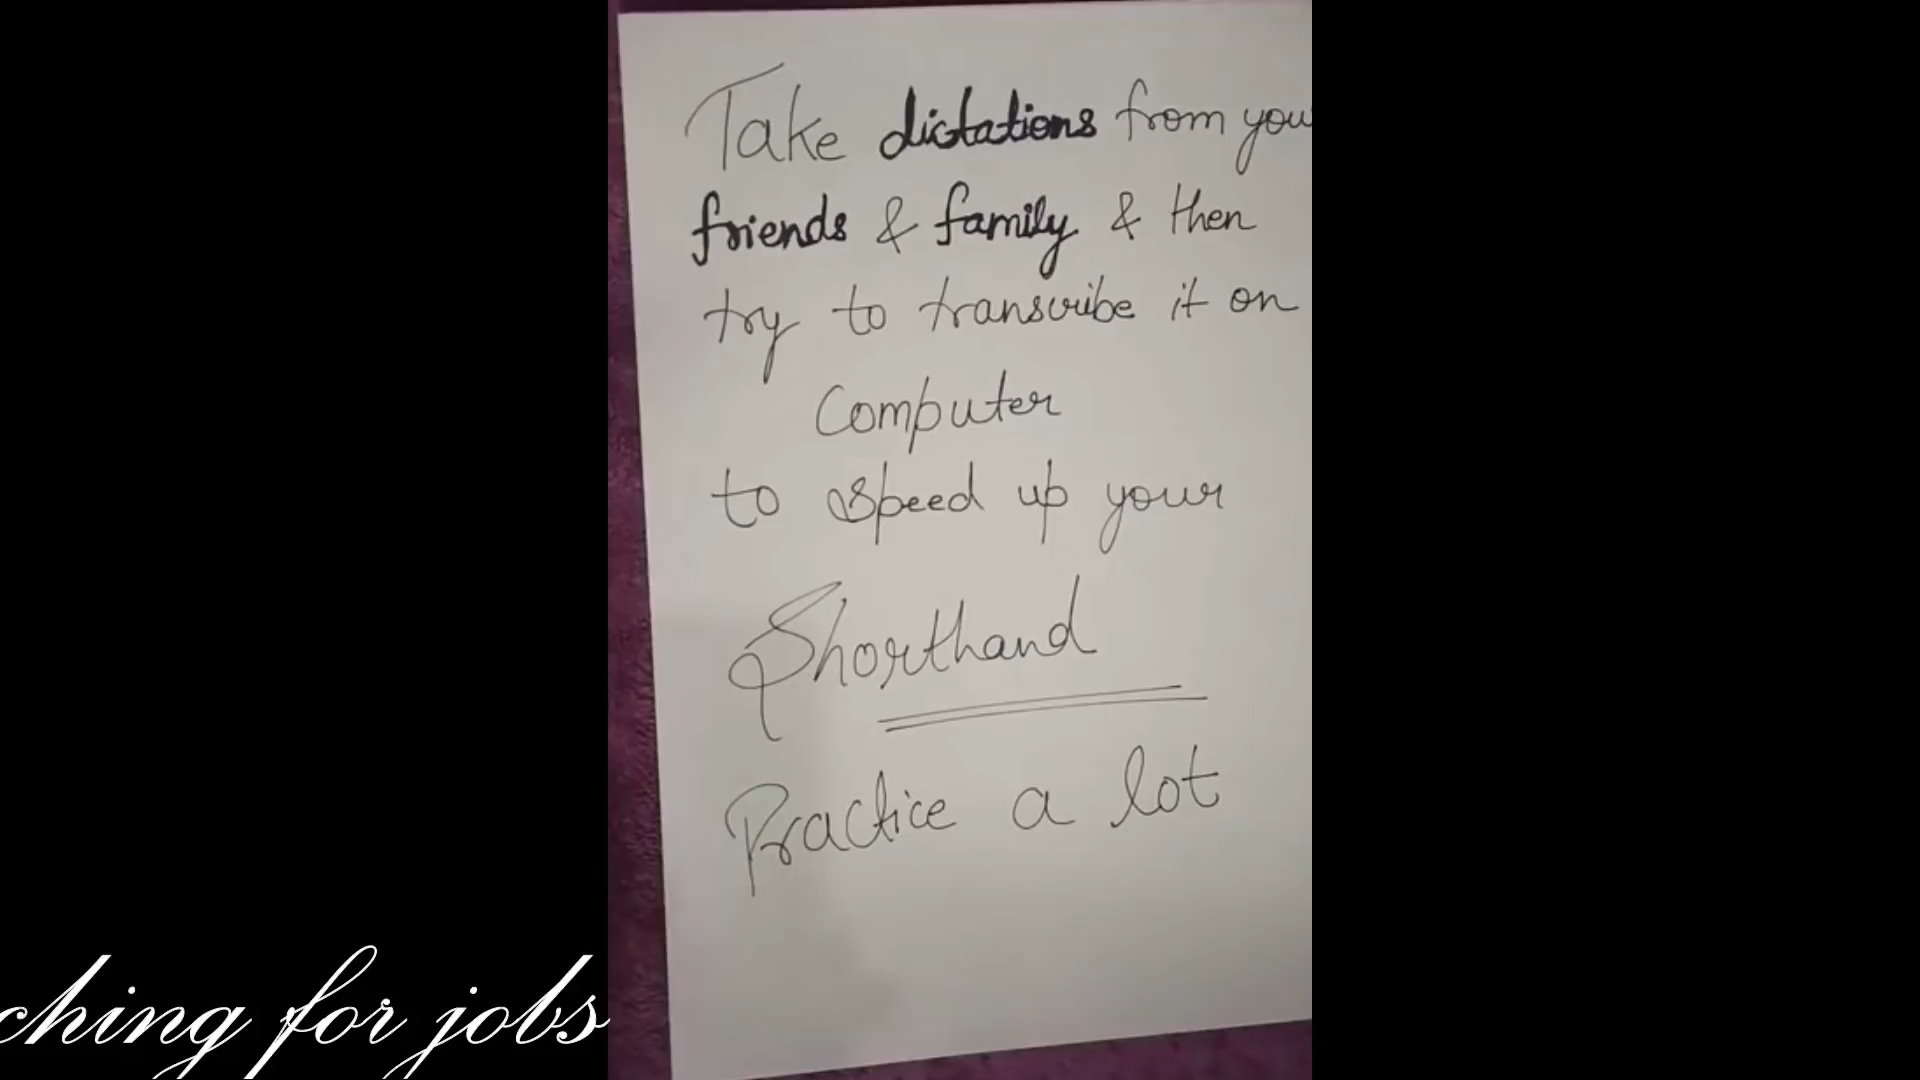 Take dictations from you
friends & family & then
try to transcribe it on
Computer
to speed up your
Shorthand
Practice a lot
ching for jobs